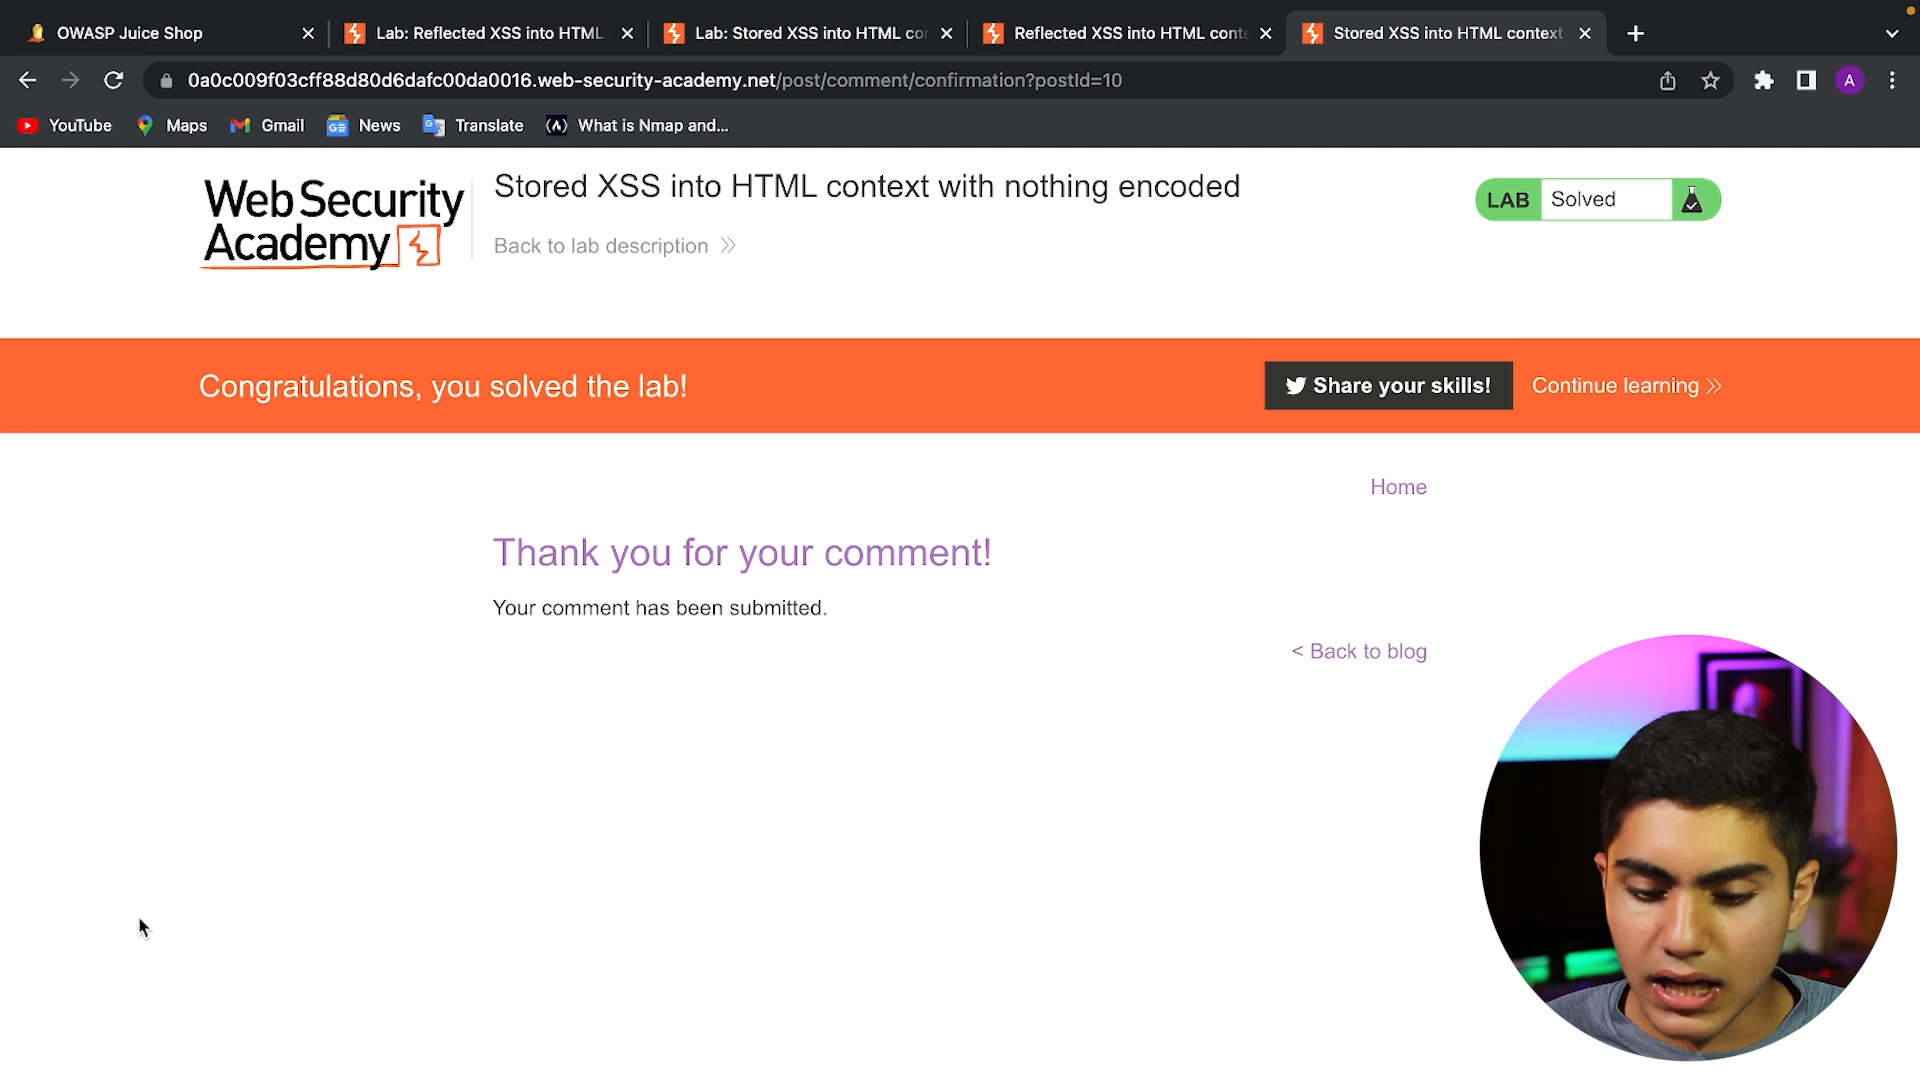 OWASP Juice Shop
Lab: Reflected XSS into HTML
Lab: Stored XSS into HTML cor
Reflected XSS into HTML conte
Stored XSS into HTML context
0a0c009f03cff88d80d6dafc00da0016.web-security-academy.net/post/comment/confirmation?postId=10
A
YouTube
Maps
Gmail
News
Translate
What is Nmap and...
WebSecurity
Academy
Stored XSS into HTML context with nothing encoded
Back to lab description >>
LAB Solved
Congratulations, you solved the lab!
Share your skills!
Continue learning >>
Home
Thank you for your comment!
Your comment has been submitted.
< Back to blog